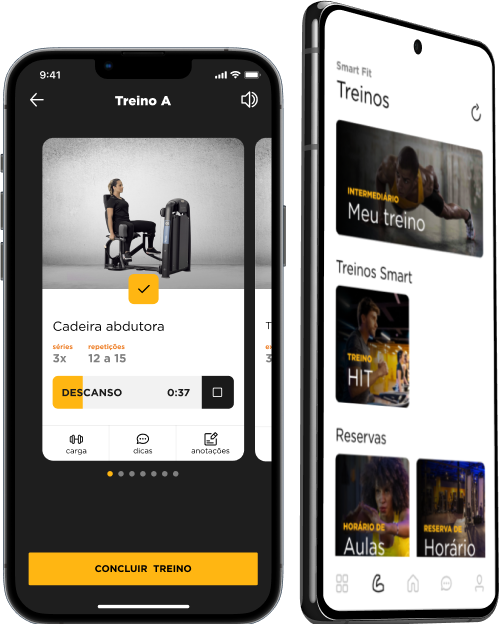 9:41
Treino A
Cadeira abdutora
séries
repetições
3x
12 a 15
DESCANSO
0:37
carga
dicas
anotações
CONCLUIR TREINO
Smart Fit
Treinos
INTERMEDIÁRIO
Meu treino
Treinos Smart
TREINO
HIT
Reservas
HORÁRIO DE
Aulas
RESERVA DE
Horário